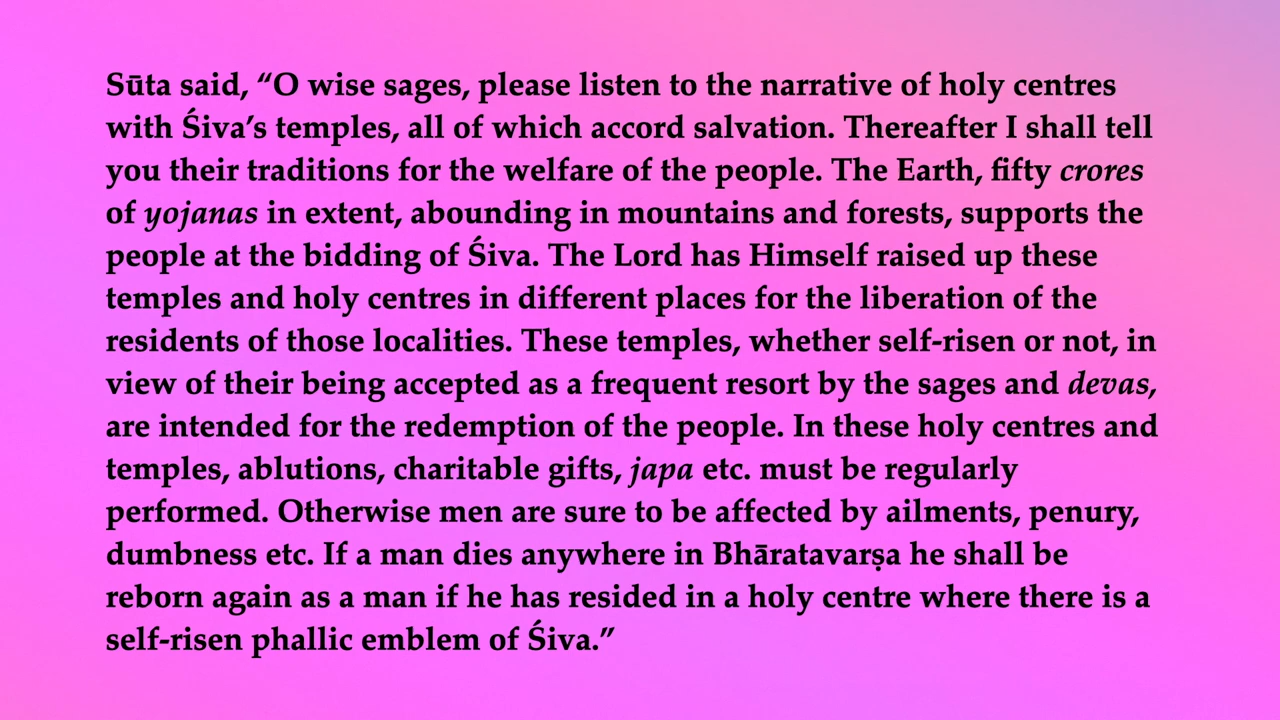 Sūta said, “O wise sages, please listen to the narrative of holy centres
with Śiva’s temples, all of which accord salvation. Thereafter I shall tell
you their traditions for the welfare of the people. The Earth, fifty crores
of yojanas in extent, abounding in mountains and forests, supports the
people at the bidding of Śiva. The Lord has Himself raised up these
temples and holy centres in different places for the liberation of the
residents of those localities. These temples, whether self-risen or not, in
view of their being accepted as a frequent resort by the sages and devas,
are intended for the redemption of the people. In these holy centres and
temples, ablutions, charitable gifts, japa etc. must be regularly
performed. Otherwise men are sure to be affected by ailments, penury,
dumbness etc. If a man dies anywhere in Bhāratavarṣa he shall be
reborn again as a man if he has resided in a holy centre where there is a
self-risen phallic emblem of Śiva.”